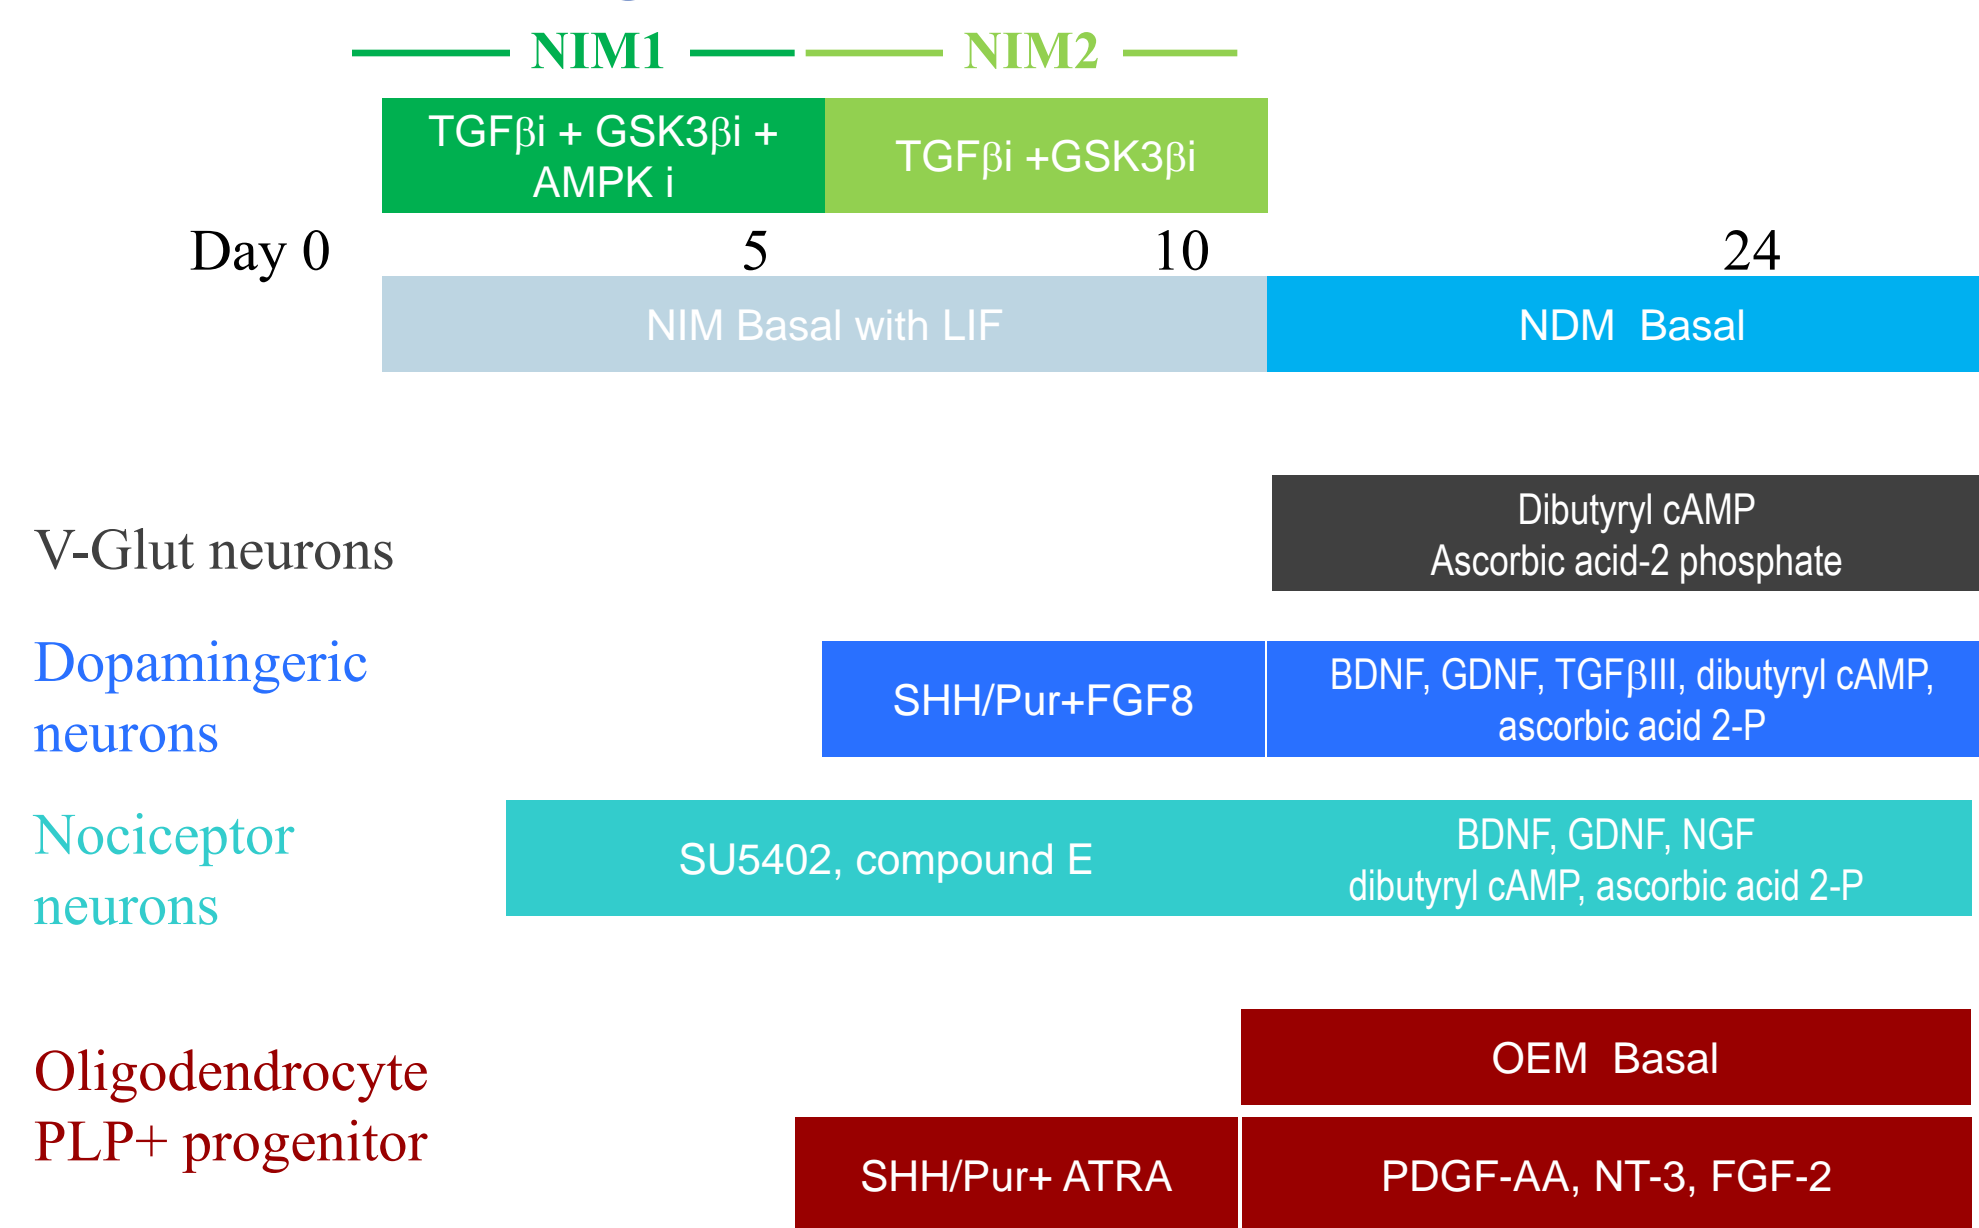 NIM1 NIM2
TGFβi + GSK3βi +
AMPK i
TGFβi +GSK3βi
Day 0 5 10 24
NIM Basal with LIF NDM Basal
V-Glut neurons
Dibutyryl cAMP
Ascorbic acid-2 phosphate
Dopamingeric
neurons
SHH/Pur+FGF8
BDNF, GDNF, TGFβIII, dibutyryl cAMP,
ascorbic acid 2-P
Nociceptor
neurons
SU5402, compound E
BDNF, GDNF, NGF
dibutyryl cAMP, ascorbic acid 2-P
Oligodendrocyte
PLP+ progenitor
OEM Basal
SHH/Pur+ ATRA
PDGF-AA, NT-3, FGF-2